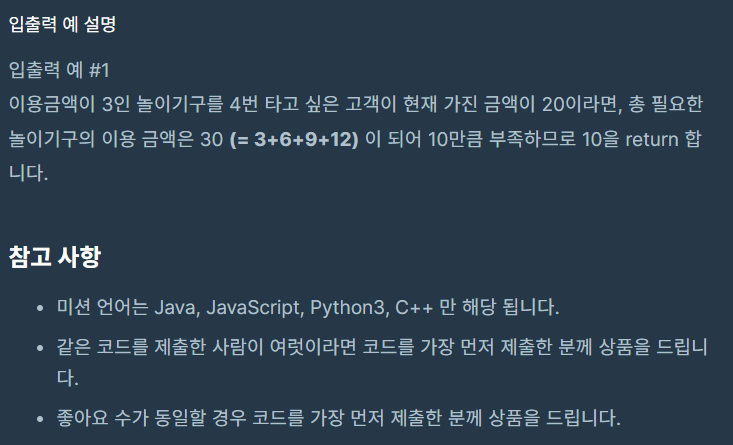 입출력 예 설명
입출력 예 #1
이용금액이 3인 놀이기구를 4번 타고 싶은 고객이 현재 가진 금액이 20이라면, 총 필요한
놀이기구의 이용 금액은 30 (= 3+6+9+12) 이 되어 10만큼 부족하므로 10을 return 합
니다.
참고 사항
• 미션 언어는 Java, JavaScript, Python3, C++ 만 해당 됩니다.
• 같은 코드를 제출한 사람이 여럿이라면 코드를 가장 먼저 제출한 분께 상품을 드립니
다.
• 좋아요 수가 동일할 경우 코드를 가장 먼저 제출한 분께 상품을 드립니다.